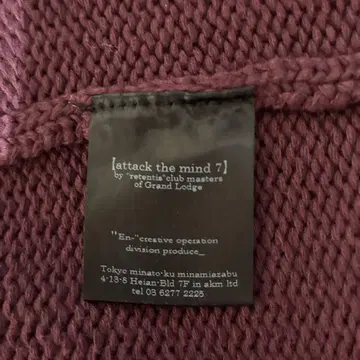 [attack the mind 7]
by "retentis"club masters
of Grand Lodge
"En-"creative operation
division produce_
Tokyo minato-ku minamiazabu
4-13-8 Heian-Bld 7F in akm ltd
tel 03 6277 2225